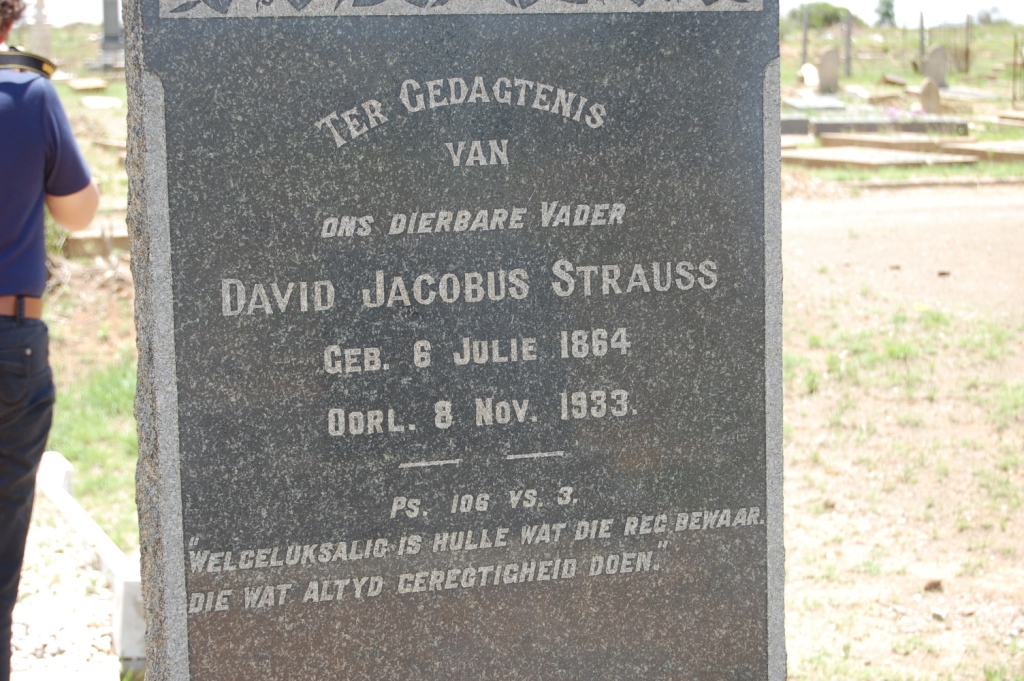 TER GEDAGTENIS
VAN
ONS DIERBARE VADER
DAVID JACOBUS STRAUSS
GEB. 6 JULIE 1864
OORL. 8 NOV. 1933.
PS. 106 VS. 3.
"WELGELUKSALIG IS HULLE WAT DIE REG BEWAAR.
DIE WAT ALTYD GEREGTIGHEID DOEN."